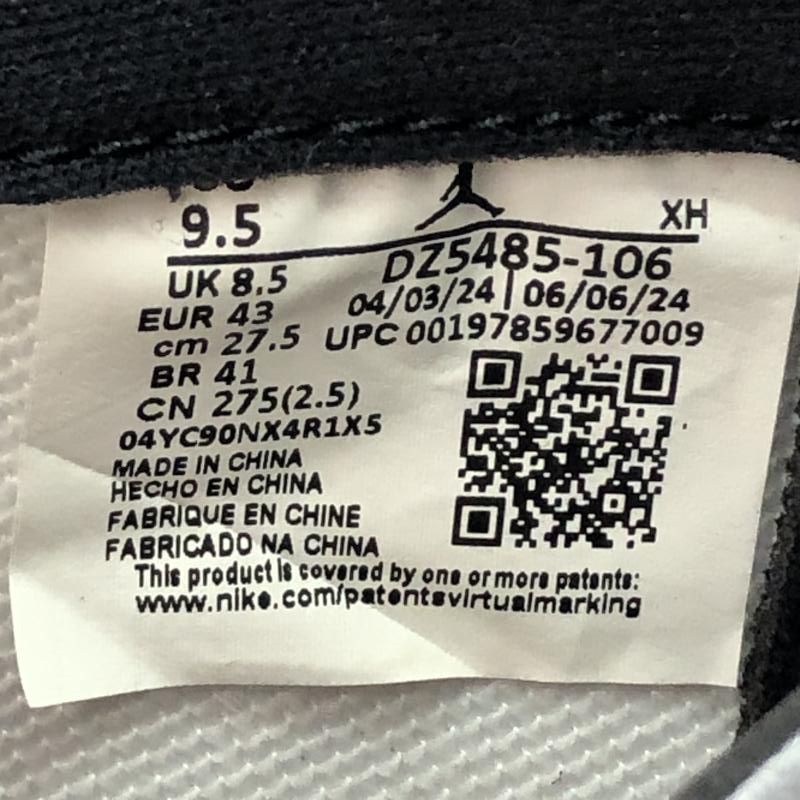 9.5
XH
UK 8.5
DZ5485-106
EUR 43
04/03/24 | 06/06/24
cm 27.5
UPC 00197859677009
BR 41
CN 275(2.5)
04YC90NX4R1X5
MADE IN CHINA
HECHO EN CHINA
FABRIQUE EN CHINE
FABRICADO NA CHINA
This product is covered by one or more patents:
www.nike.com/patentsvirtualmarking